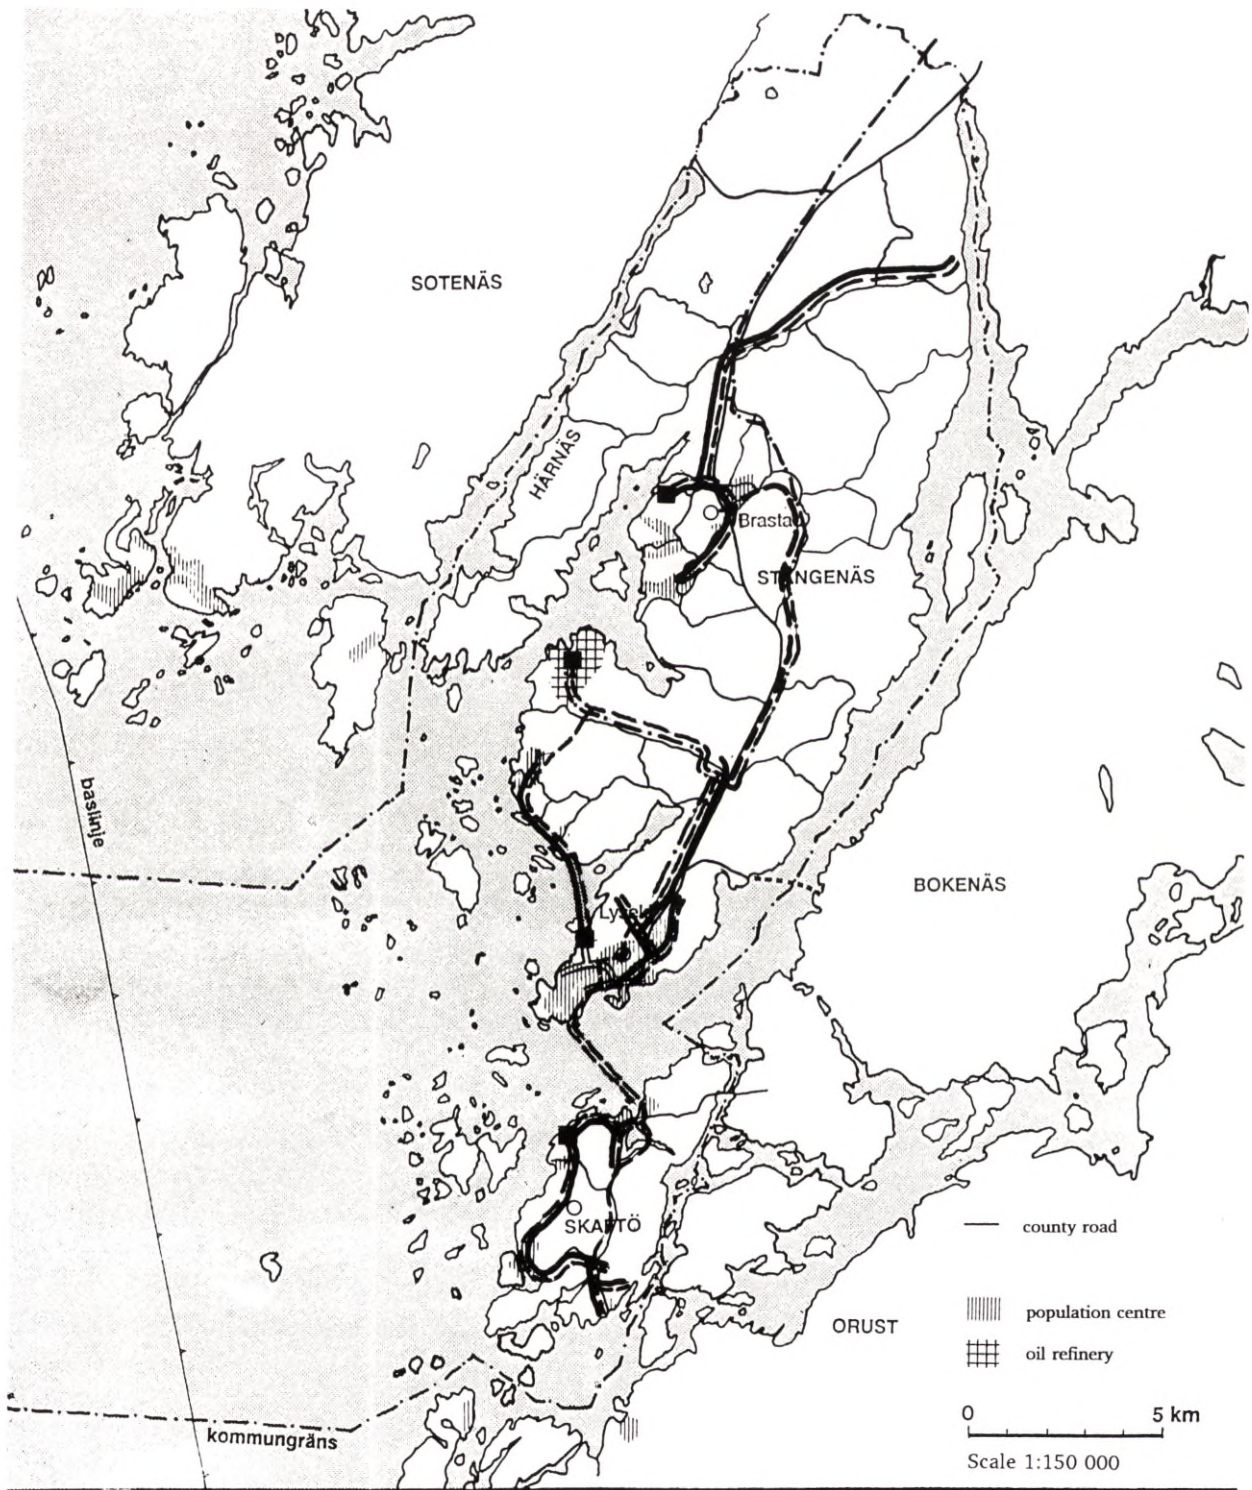 SOTENÄS
HÄRNÄS
Brastad
STÅNGENÄS
baslinje
BOKENÄS
SKAFTÖ
county road
population centre
ORUST
oil refinery
0 5 km
kommungräns
Scale 1:150 000